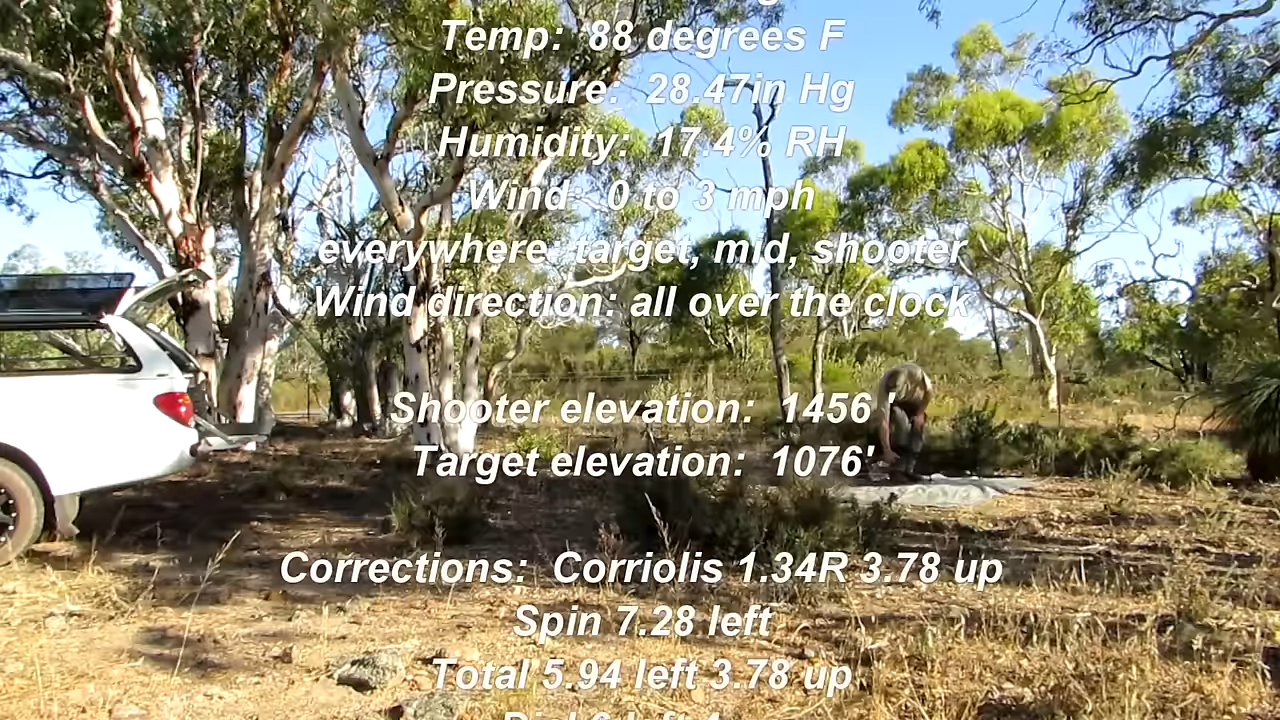 Temp: 88 degrees F
Pressure: 28.47in Hg
Humidity: 17.4% RH
Wind: 0 to 3 mph
everywhere: target, mid, shooter
Wind direction: all over the clock
Shooter elevation: 1456 '
Target elevation: 1076'
Corrections: Corriolis 1.34R 3.78 up
Spin 7.28 left
Total 5.94 left 3.78 up